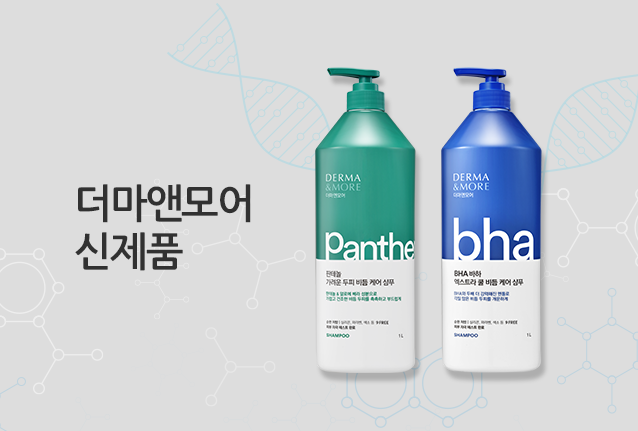 더마앤모어
신제품
DERMA
& MORE
더마앤모어
Panthe
판테놀
가려운 두피 비듬 케어 샴푸
SHAMPOO
1L
DERMA
& MORE
더마앤모어
bha
BHA 바하
엑스트라 쿨 비듬 케어 샴푸
SHAMPOO
1L